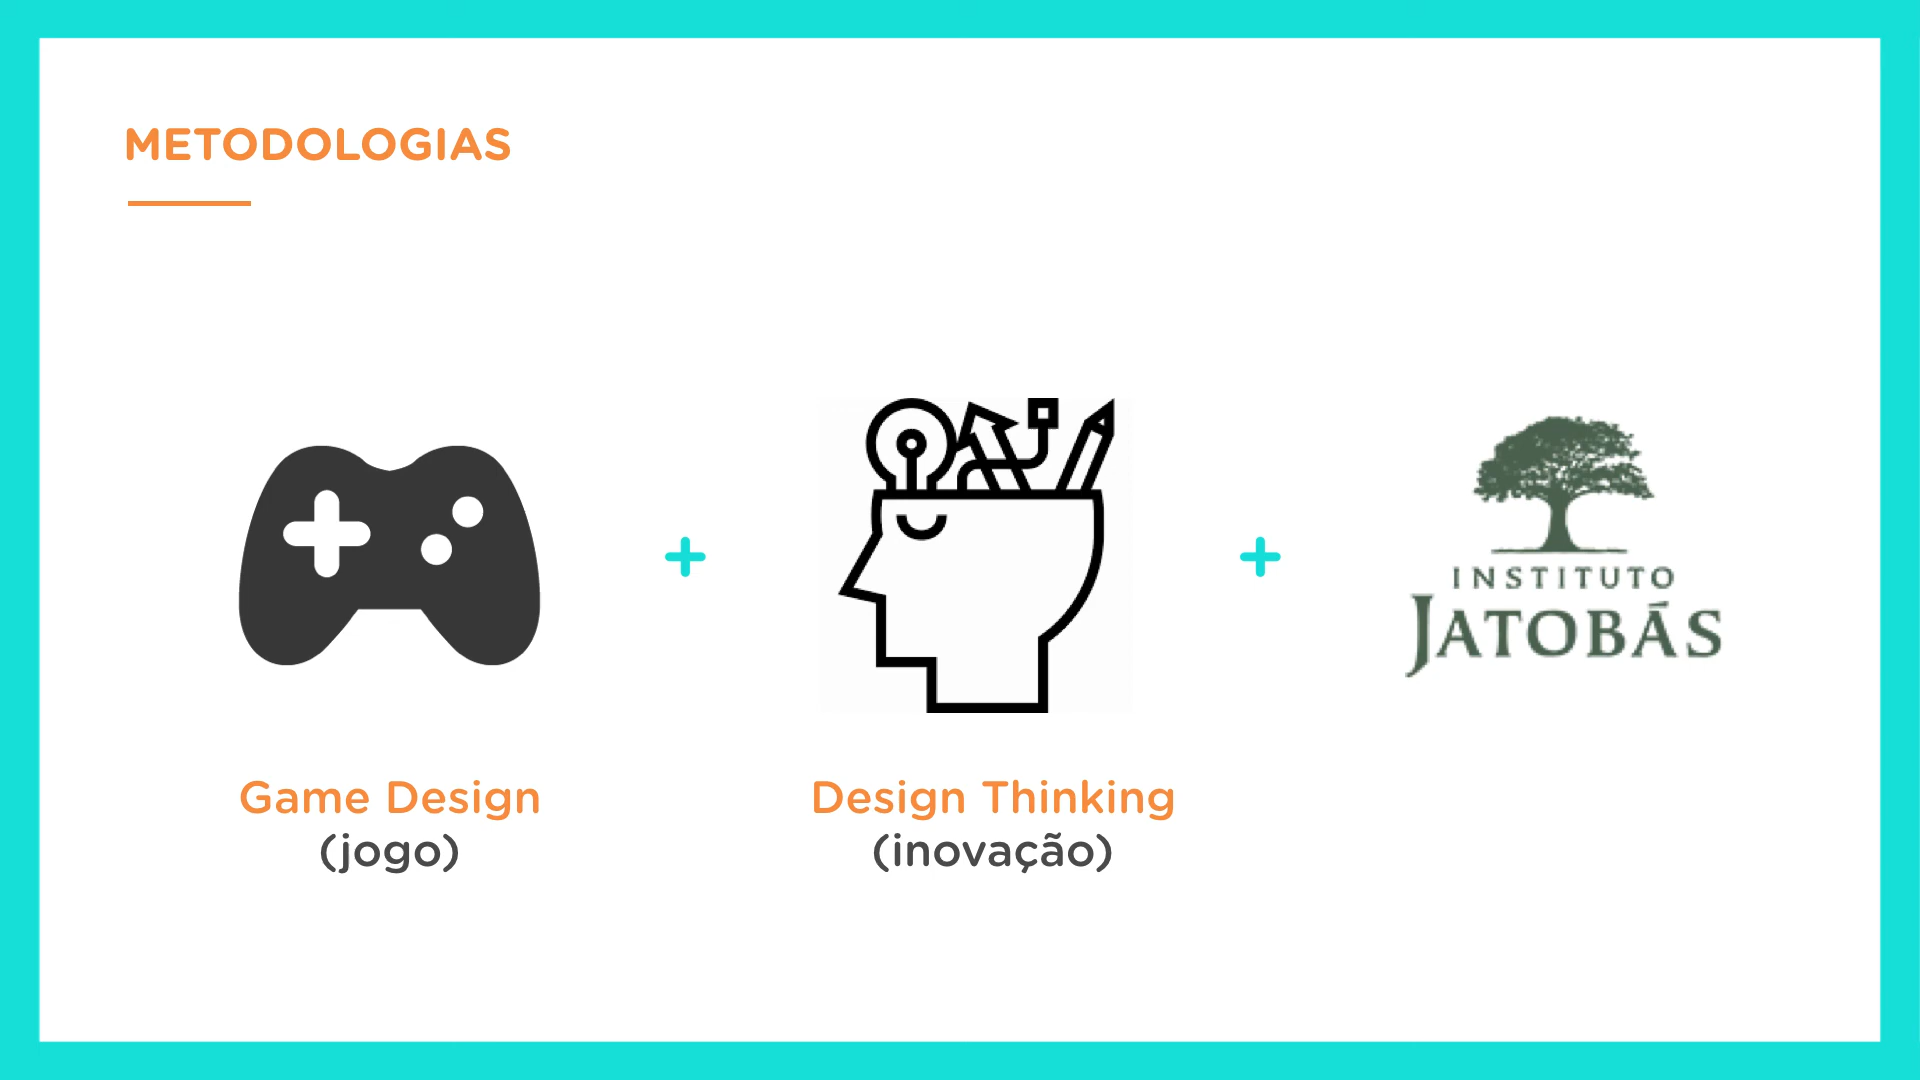 METODOLOGIAS
INSTITUTO
JATOBÁS
Game Design
(jogo)
Design Thinking
(inovação)